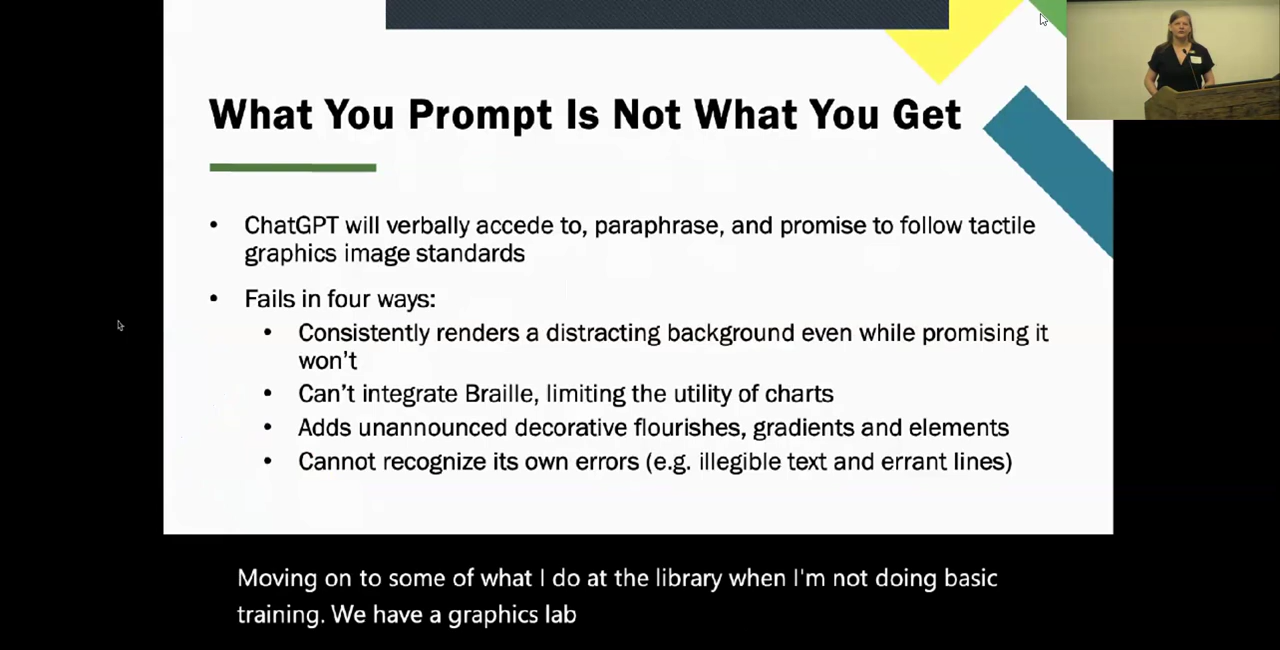 What You Prompt Is Not What You Get
• ChatGPT will verbally accede to, paraphrase, and promise to follow tactile
graphics image standards
• Fails in four ways:
• Consistently renders a distracting background even while promising it
won't
• Can't integrate Braille, limiting the utility of charts
• Adds unannounced decorative flourishes, gradients and elements
• Cannot recognize its own errors (e.g. illegible text and errant lines)
Moving on to some of what I do at the library when I'm not doing basic
training. We have a graphics lab